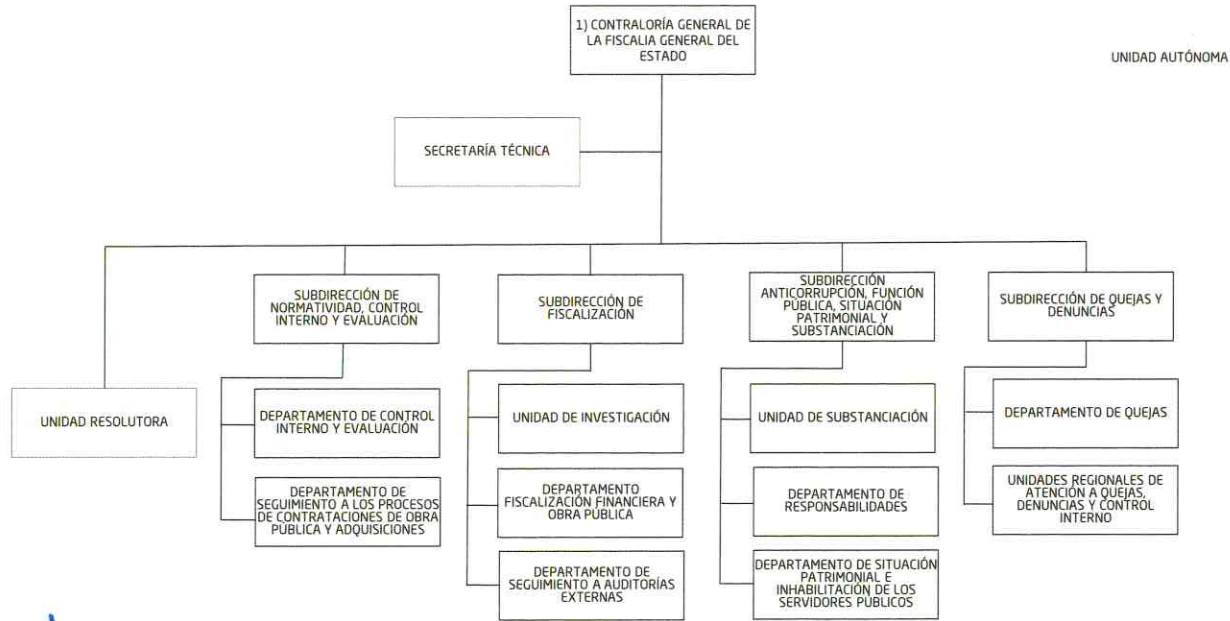 1) CONTRALORÍA GENERAL DE
LA FISCALIA GENERAL DEL
ESTADO
UNIDAD AUTÓNOMA
SECRETARÍA TÉCNICA
SUBDIRECCIÓN DE
NORMATIVIDAD, CONTROL
INTERNO Y EVALUACIÓN
SUBDIRECCIÓN DE
FISCALIZACIÓN
SUBDIRECCIÓN
ANTICORRUPCIÓN, FUNCIÓN
PÚBLICA, SITUACIÓN
PATRIMONIAL Y
SUBSTANCIACIÓN
SUBDIRECCIÓN DE QUEJAS Y
DENUNCIAS
UNIDAD RESOLUTORA
DEPARTAMENTO DE CONTROL
INTERNO Y EVALUACIÓN
UNIDAD DE INVESTIGACIÓN
UNIDAD DE SUBSTANCIACIÓN
DEPARTAMENTO DE QUEJAS
DEPARTAMENTO DE
SEGUIMIENTO A LOS PROCESOS
DE CONTRATACIONES DE OBRA
PÚBLICA Y ADQUISICIONES
DEPARTAMENTO
FISCALIZACIÓN FINANCIERA Y
OBRA PÚBLICA
DEPARTAMENTO DE
RESPONSABILIDADES
UNIDADES REGIONALES DE
ATENCIÓN A QUEJAS,
DENUNCIAS Y CONTROL
INTERNO
DEPARTAMENTO DE
SEGUIMIENTO A AUDITORÍAS
EXTERNAS
DEPARTAMENTO DE SITUACIÓN
PATRIMONIAL E
INHABILITACIÓN DE LOS
SERVIDORES PÚBLICOS